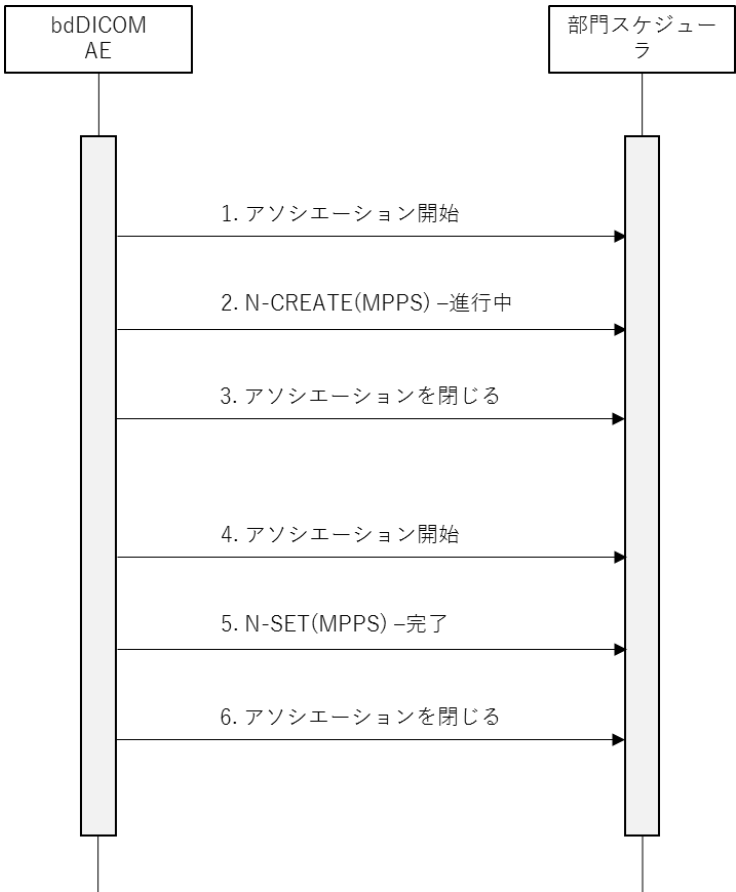 bdDICOM
AE
部門スケジュー
ラ
1. アソシエーション開始
2. N-CREATE(MPPS) –進行中
3. アソシエーションを閉じる
4. アソシエーション開始
5. N-SET(MPPS) –完了
6. アソシエーションを閉じる